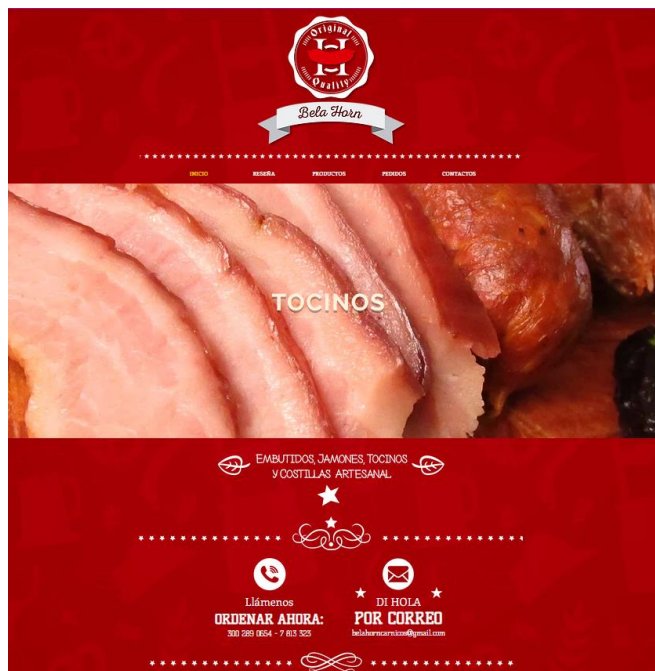 Original
H
Quality
Bela Horn
INICIO RESEÑA PRODUCTOS PEDIDOS CONTACTOS
TOCINOS
EMBUTIDOS, JAMONES, TOCINOS
Y COSTILLAS ARTESANAL
Llámenos
ORDENAR AHORA:
300 289 0654 - 7 813 323
DI HOLA
POR CORREO
belahorncarnicos@gmail.com